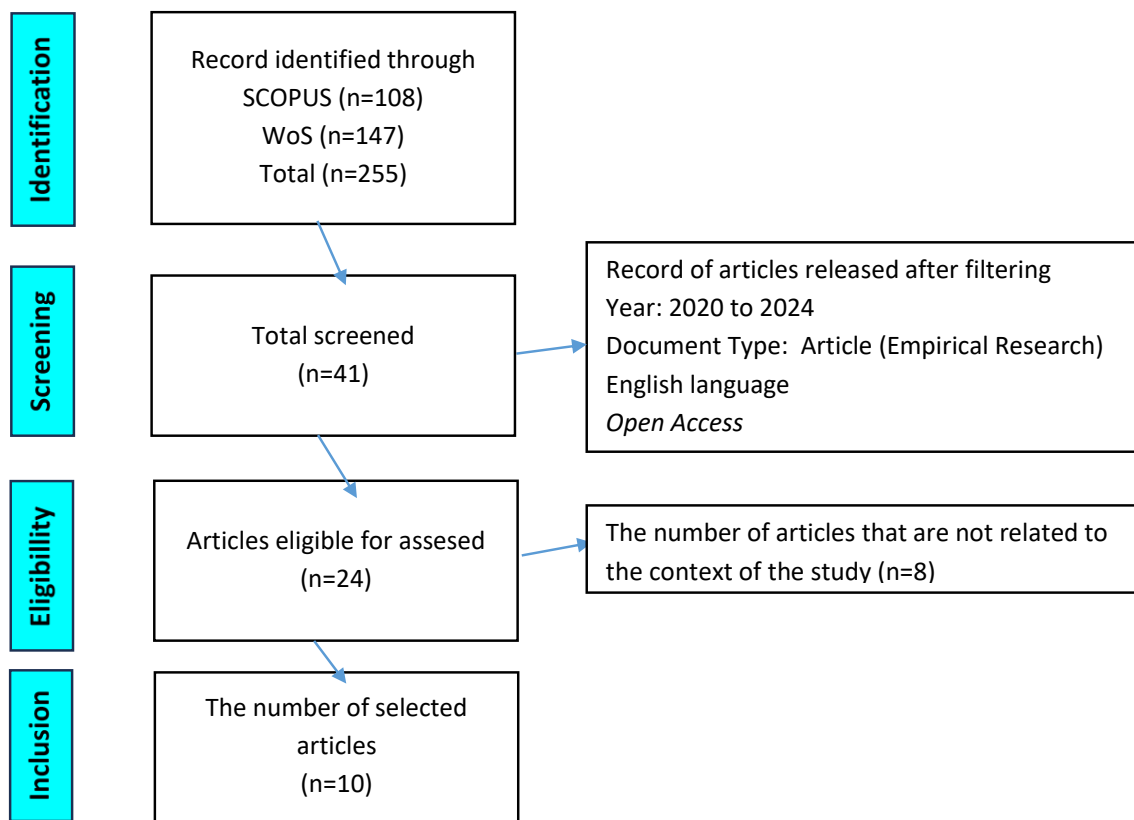 Identification
Record identified through
SCOPUS (n=108)
WoS (n=147)
Total (n=255)
Screening
Total screened
(n=41)
Record of articles released after filtering
Year: 2020 to 2024
Document Type: Article (Empirical Research)
English language
Open Access
Eligibillity
Articles eligible for assesed
(n=24)
The number of articles that are not related to
the context of the study (n=8)
Inclusion
The number of selected
articles
(n=10)